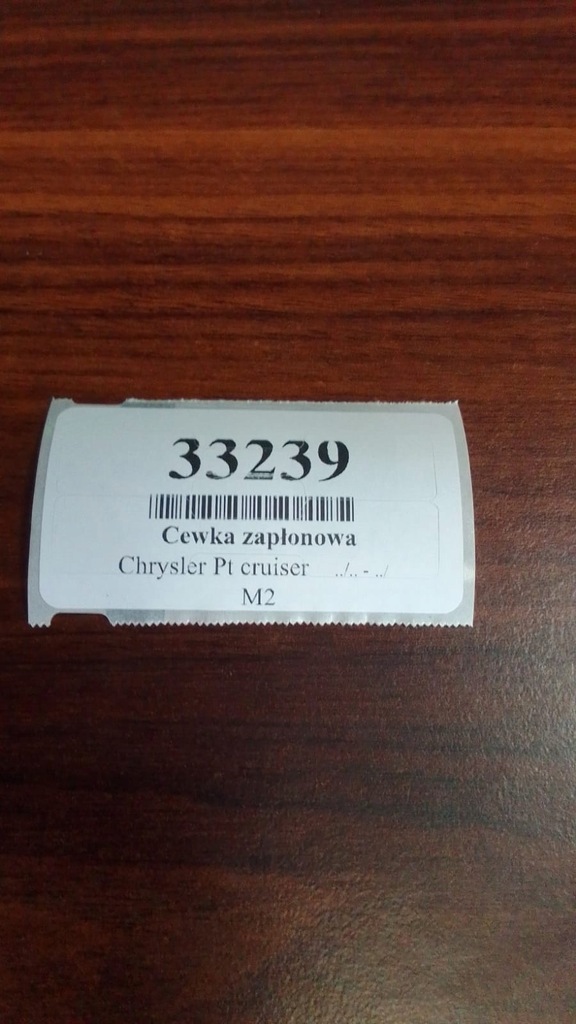 33239
Cewka zapłonowa
Chrysler Pt cruiser ../.. - ../
M2